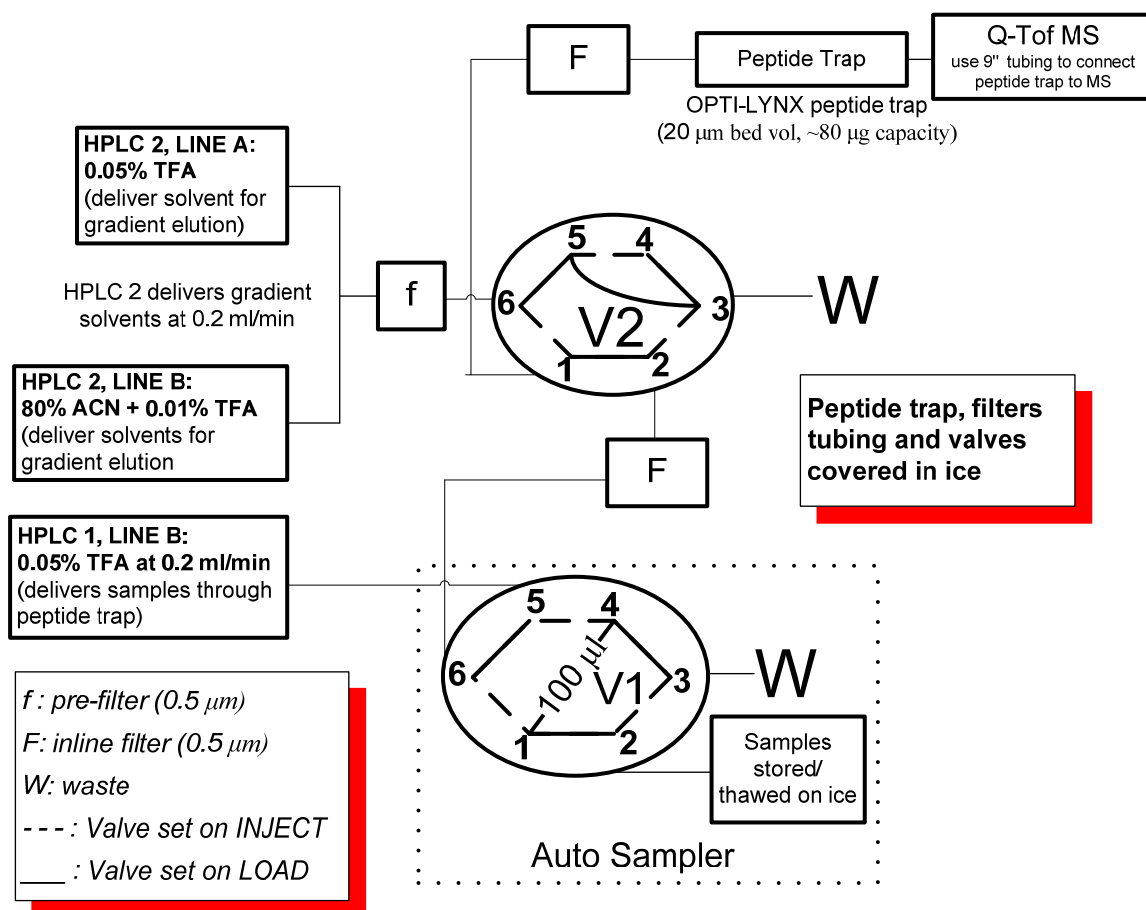 F
Peptide Trap
Q-Tof MS
use 9" tubing to connect
peptide trap to MS
OPTI-LYNX peptide trap
(20 μm bed vol, ~80 μg capacity)
HPLC 2, LINE A:
0.05% TFA
(deliver solvent for
gradient elution)
HPLC 2 delivers gradient
solvents at 0.2 ml/min
f
5
4
6
3
V2
1
2
W
HPLC 2, LINE B:
80% ACN + 0.01% TFA
(deliver solvents for
gradient elution
Peptide trap, filters
tubing and valves
covered in ice
F
HPLC 1, LINE B:
0.05% TFA at 0.2 ml/min
(delivers samples through
peptide trap)
5
4
6
100 μl
V1
3
1
2
W
Samples
stored/
thawed on ice
Auto Sampler
f : pre-filter (0.5 μm)
F: inline filter (0.5 μm)
W: waste
- - - : Valve set on INJECT
___ : Valve set on LOAD